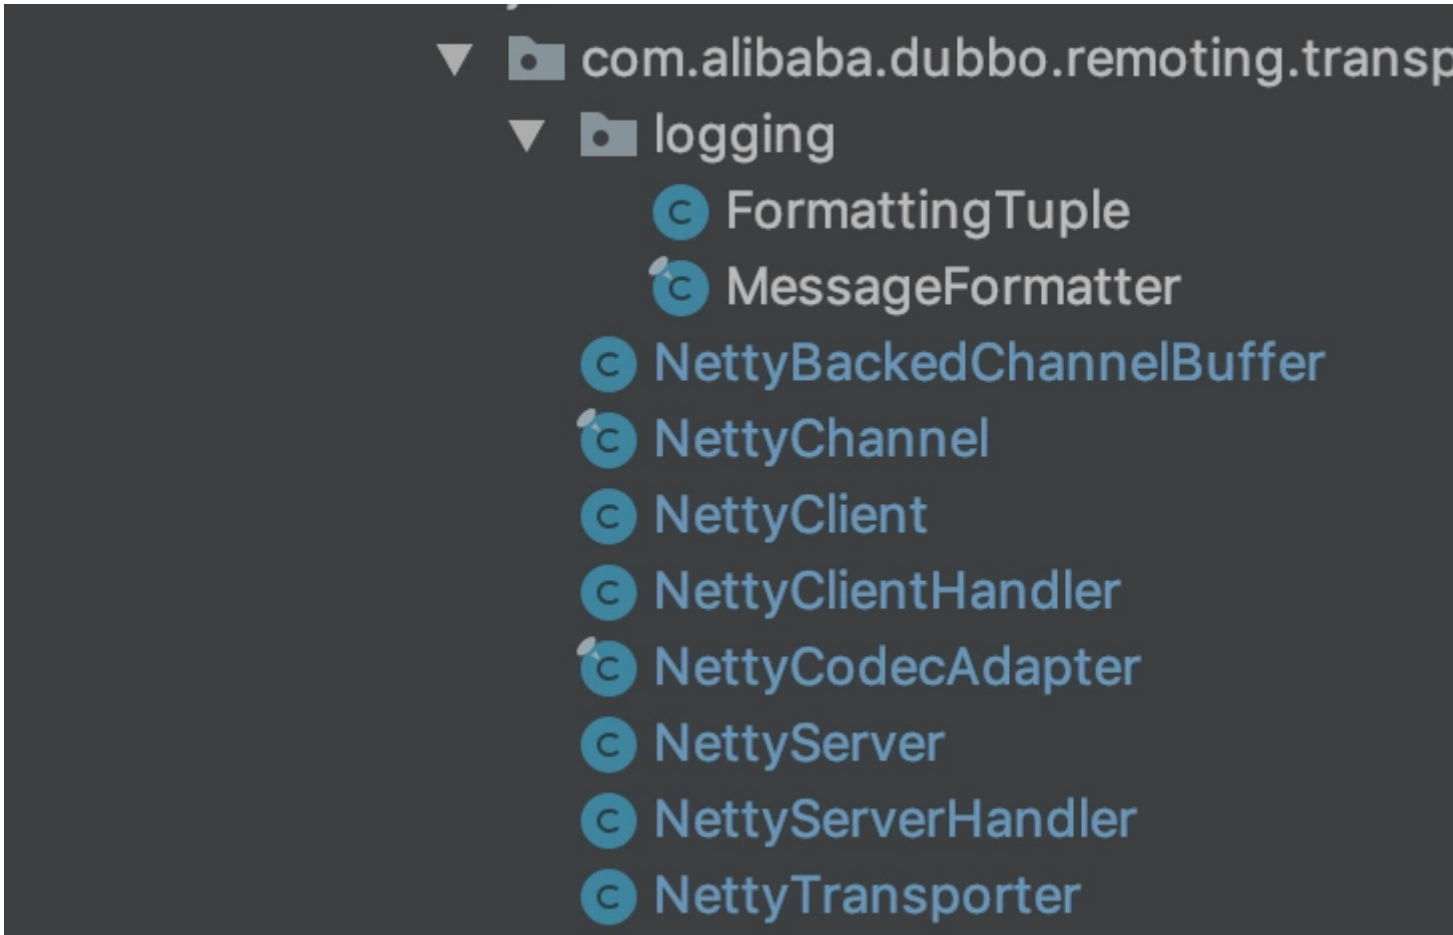 com.alibaba.dubbo.remoting.transp
logging
FormattingTuple
MessageFormatter
NettyBackedChannelBuffer
NettyChannel
NettyClient
NettyClientHandler
NettyCodecAdapter
NettyServer
NettyServerHandler
NettyTransporter